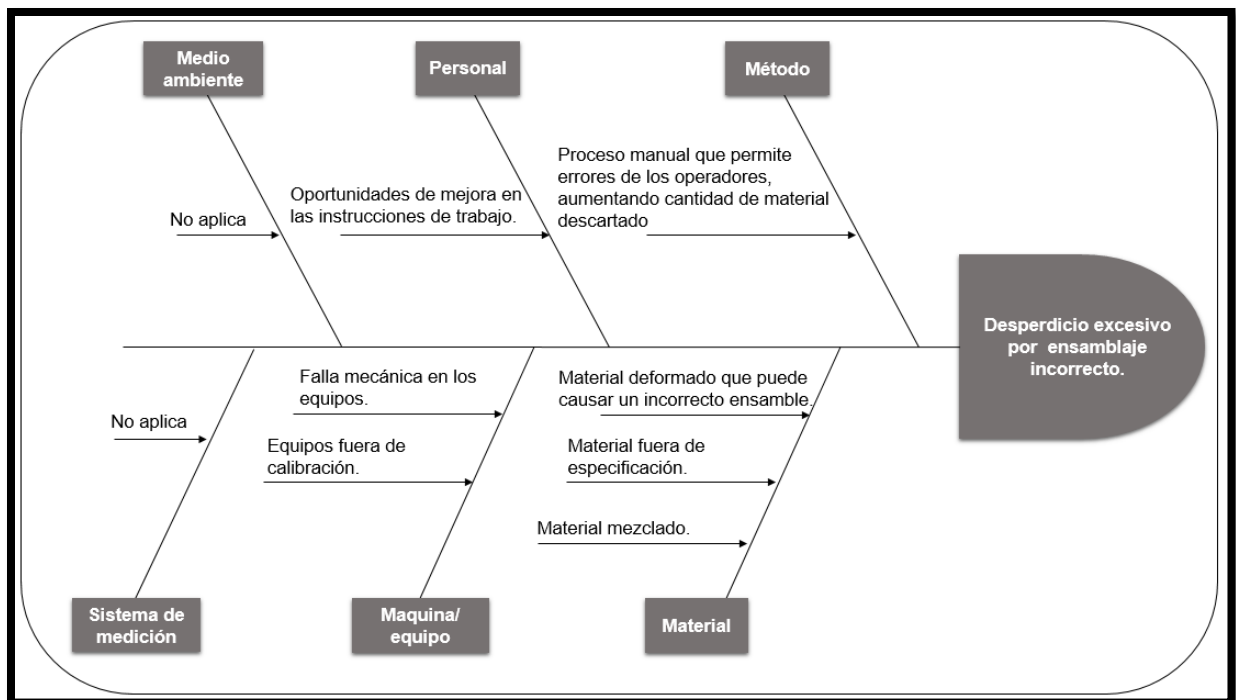 Medio
ambiente
Personal
Método
No aplica
Oportunidades de mejora en
las instrucciones de trabajo.
Proceso manual que permite
errores de los operadores,
aumentando cantidad de material
descartado
Desperdicio excesivo
por ensamblaje
incorrecto.
No aplica
Falla mecánica en los
equipos.
Equipos fuera de
calibración.
Material deformado que puede
causar un incorrecto ensamble.
Material fuera de
especificación.
Material mezclado.
Sistema de
medición
Maquina/
equipo
Material